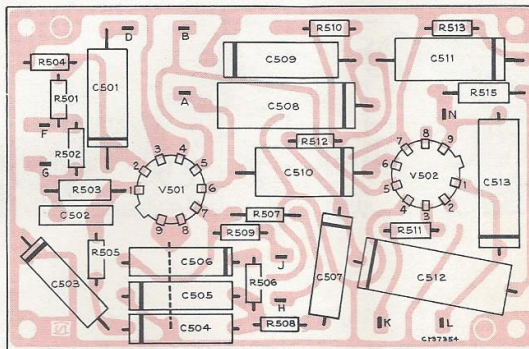 D
B
R510
R513
R504
C501
C509
C511
R501
A
C508
R515
F
N
R502
R512
7 8 9
G
3 4
2 5
V501
1 6
7
9 8
C510
6
V502
5 1
4 3 2
C513
R503
C502
R507
R509
R511
R505
C506
J
R506
C507
C503
C505
H
C512
C504
R508
K
L
CM37354